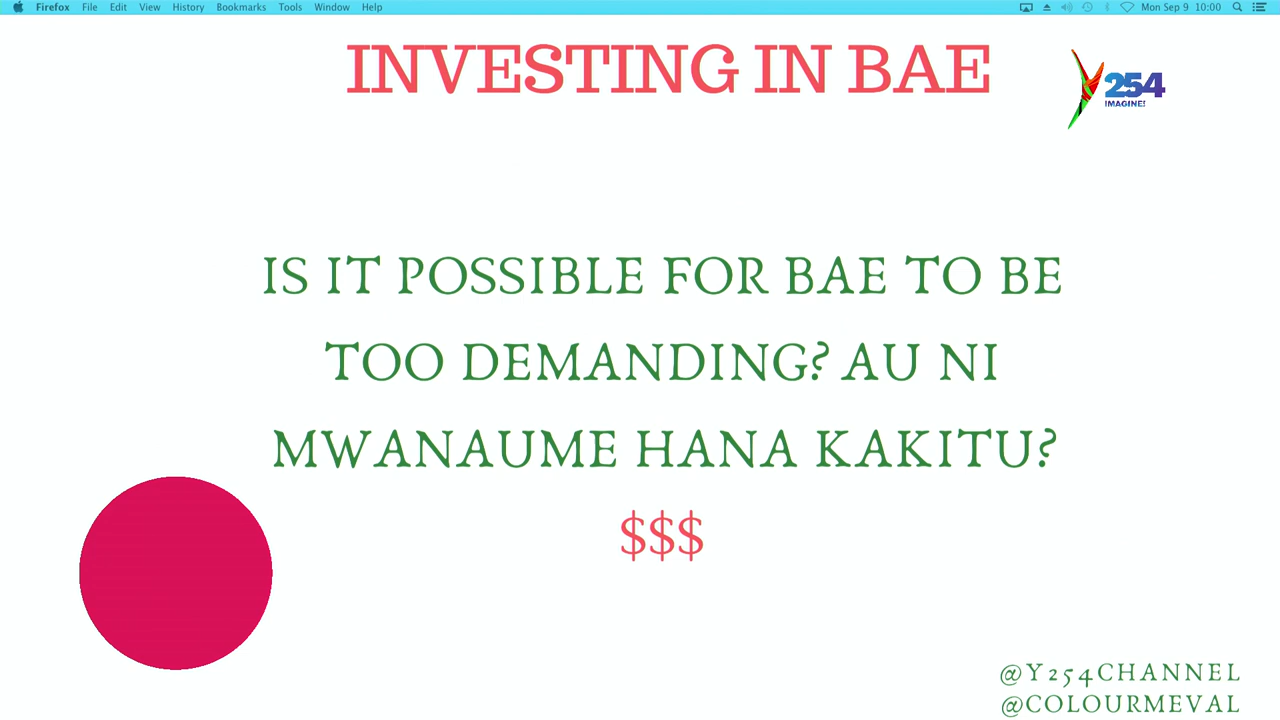 Firefox File Edit View History Bookmarks Tools Window Help Mon Sep 9 10:00
INVESTING IN BAE
254
IMAGINE!
IS IT POSSIBLE FOR BAE TO BE
TOO DEMANDING? AU NI
MWANAUME HANA KAKITU?
$$$
@Y254CHANNEL
@COLOURMEVAL